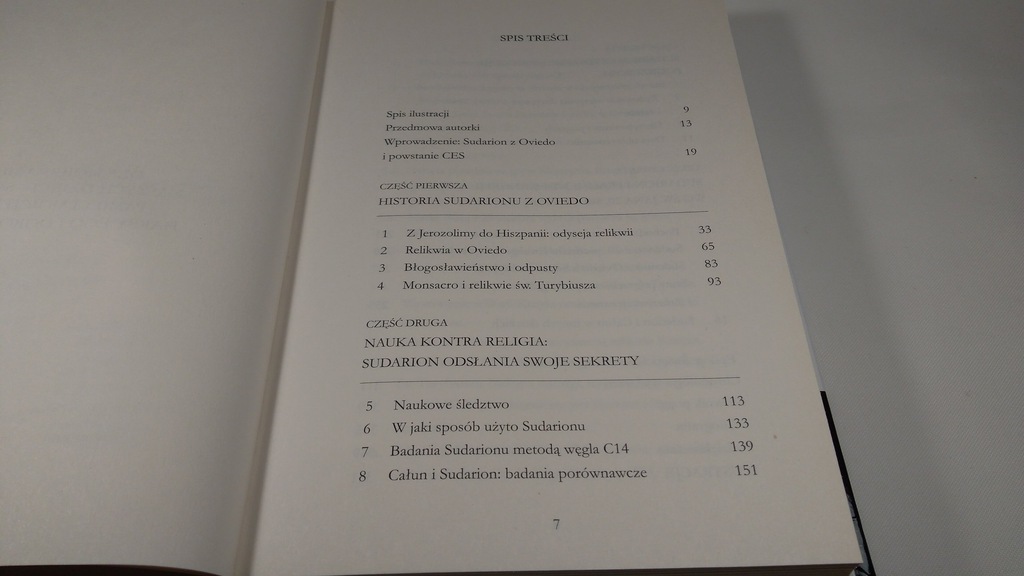 SPIS TREŚCI
Spis ilustracji 9
Przedmowa autorki 13
Wprowadzenie: Sudarion z Oviedo
i powstanie CES 19
CZĘŚĆ PIERWSZA
HISTORIA SUDARIONU Z OVIEDO
1 Z Jerozolimy do Hiszpanii: odyseja relikwii 33
2 Relikwia w Oviedo 65
3 Błogosławieństwo i odpusty 83
4 Monsacro i relikwie św. Turybiusza 93
CZĘŚĆ DRUGA
NAUKA KONTRA RELIGIA:
SUDARION ODSŁANIA SWOJE SEKRETY
5 Naukowe śledztwo 113
6 W jaki sposób użyto Sudarionu 133
7 Badania Sudarionu metodą węgla C14 139
8 Całun i Sudarion: badania porównawcze 151
7